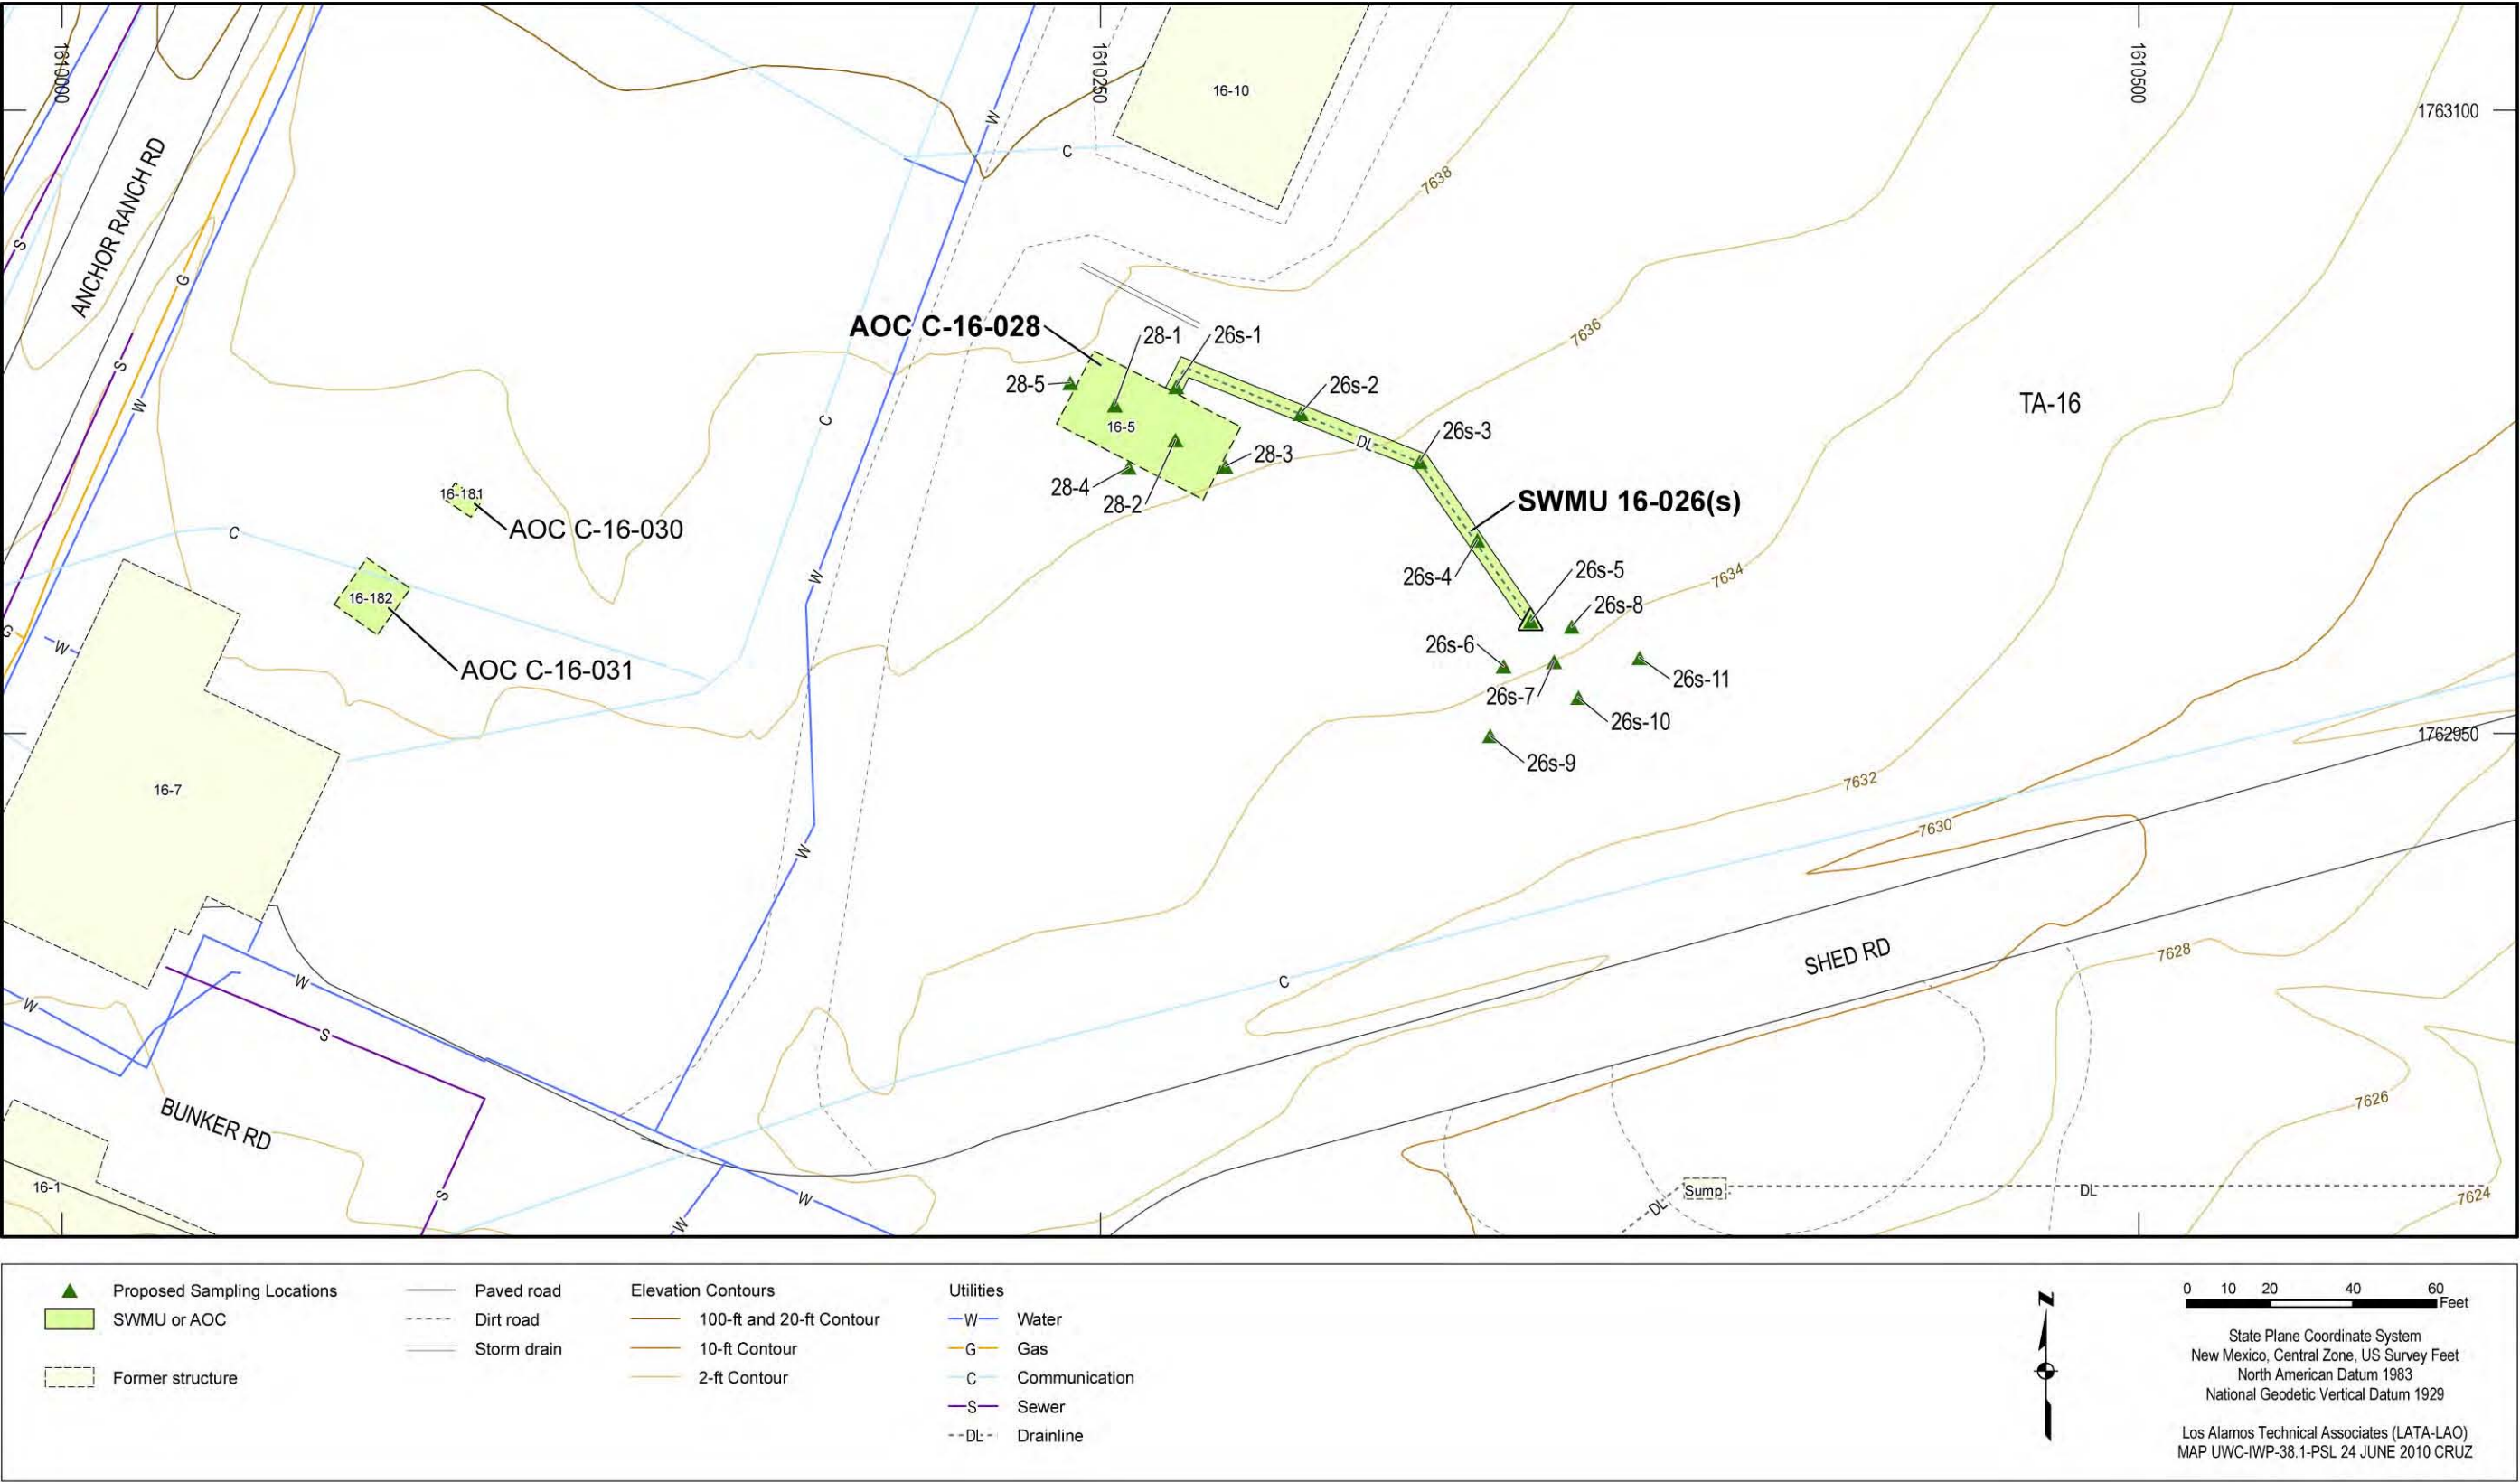 1610000
1610250
1610500
1763100
16-10
W
C
ANCHOR RANCH RD
7638
S
G
AOC C-16-028
28-1
26s-1
7636
28-5
26s-2
TA-16
S
W
C
16-5
26s-3
DL
28-3
28-4
28-2
16-181
SWMU 16-026(s)
AOC C-16-030
C
W
26s-4
26s-5
7634
16-182
26s-8
G
W
26s-6
AOC C-16-031
26s-7
26s-11
26s-10
1762950
26s-9
16-7
7632
7630
W
SHED RD
7628
W
C
W
S
BUNKER RD
7626
16-1
S
W
W
Sump
DL
DL
7624
Proposed Sampling Locations
SWMU or AOC
Former structure
Paved road
Dirt road
Storm drain
Elevation Contours
100-ft and 20-ft Contour
10-ft Contour
2-ft Contour
Utilities
W Water
G Gas
C Communication
S Sewer
DL Drainline
N
0 10 20 40 60
Feet
State Plane Coordinate System
New Mexico, Central Zone, US Survey Feet
North American Datum 1983
National Geodetic Vertical Datum 1929
Los Alamos Technical Associates (LATA-LAO)
MAP UWC-IWP-38.1-PSL 24 JUNE 2010 CRUZ